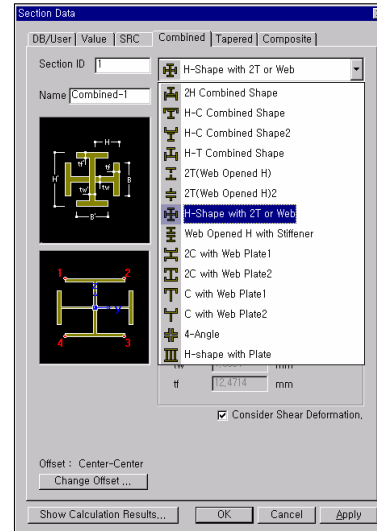 Section Data
DB/User Value SRC Combined Tapered Composite
Section ID 1 H-Shape with 2T or Web
Name Combined-1
2H Combined Shape
H-C Combined Shape
H-C Combined Shape2
H-T Combined Shape
2T(Web Opened H)
2T(Web Opened H)2
H-Shape with 2T or Web
Web Opened H with Stiffener
2C with Web Plate1
2C with Web Plate2
C with Web Plate1
C with Web Plate2
4-Angle
H-shape with Plate
H
tf
H' tf' B
tw' tw
B'
1 2
z
y
4 3
tw mm
tf 12,4714 mm
Consider Shear Deformation,
Offset : Center-Center
Change Offset ...
Show Calculation Results,,, OK Cancel Apply